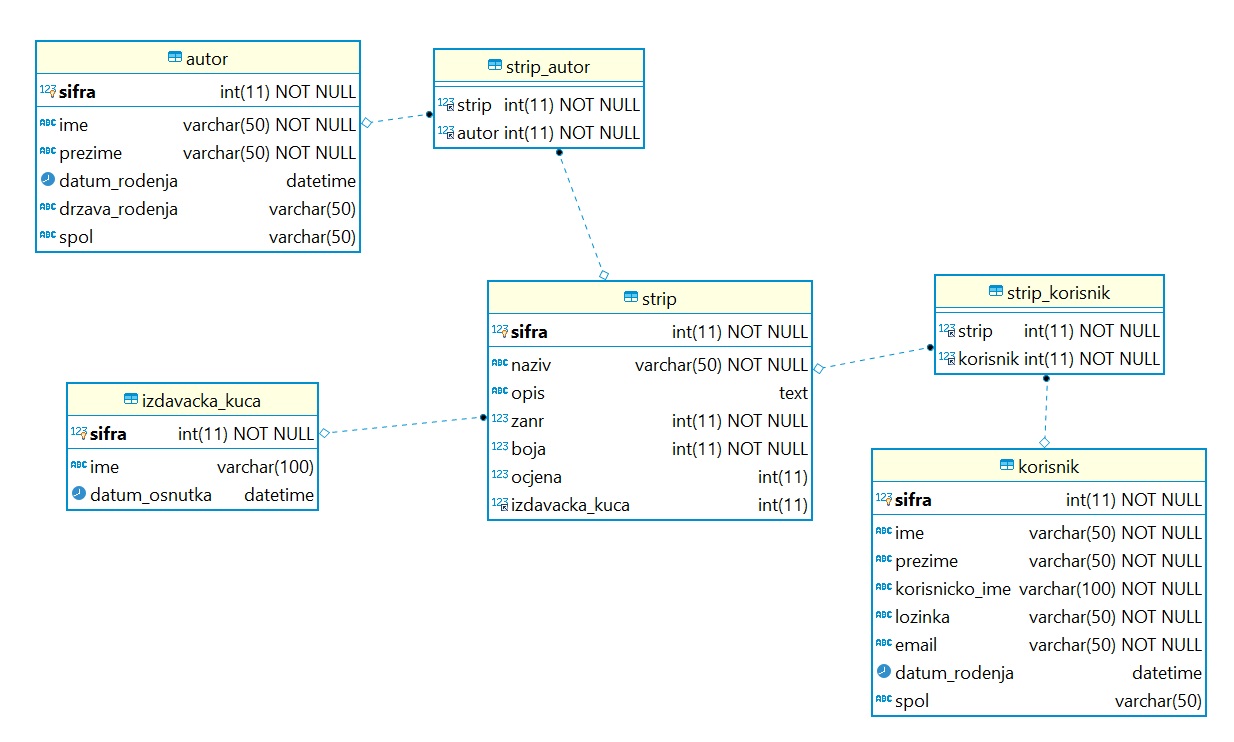 autor
123 sifra int(11) NOT NULL
ABC ime varchar(50) NOT NULL
ABC prezime varchar(50) NOT NULL
datum_rodenja datetime
ABC drzava_rodenja varchar(50)
ABC spol varchar(50)
strip_autor
123 strip int(11) NOT NULL
123 autor int(11) NOT NULL
strip
123 sifra int(11) NOT NULL
ABC naziv varchar(50) NOT NULL
ABC opis text
123 zanr int(11) NOT NULL
123 boja int(11) NOT NULL
123 ocjena int(11)
123 izdavacka_kuca int(11)
strip_korisnik
123 strip int(11) NOT NULL
123 korisnik int(11) NOT NULL
izdavacka_kuca
123 sifra int(11) NOT NULL
ABC ime varchar(100)
datum_osnutka datetime
korisnik
123 sifra int(11) NOT NULL
ABC ime varchar(50) NOT NULL
ABC prezime varchar(50) NOT NULL
ABC korisnicko_ime varchar(100) NOT NULL
ABC lozinka varchar(50) NOT NULL
ABC email varchar(50) NOT NULL
datum_rodenja datetime
ABC spol varchar(50)